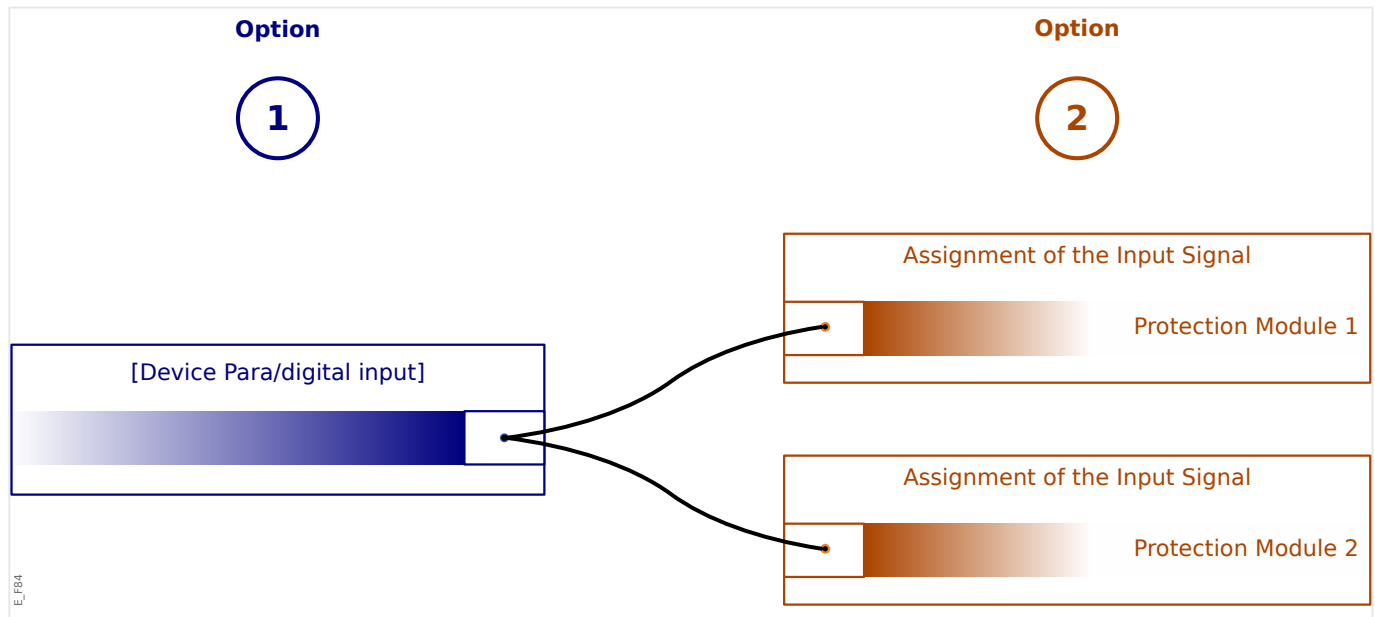 Option
1
Option
2
[Device Para/digital input]
Assignment of the Input Signal
Protection Module 1
Assignment of the Input Signal
Protection Module 2
E_F84